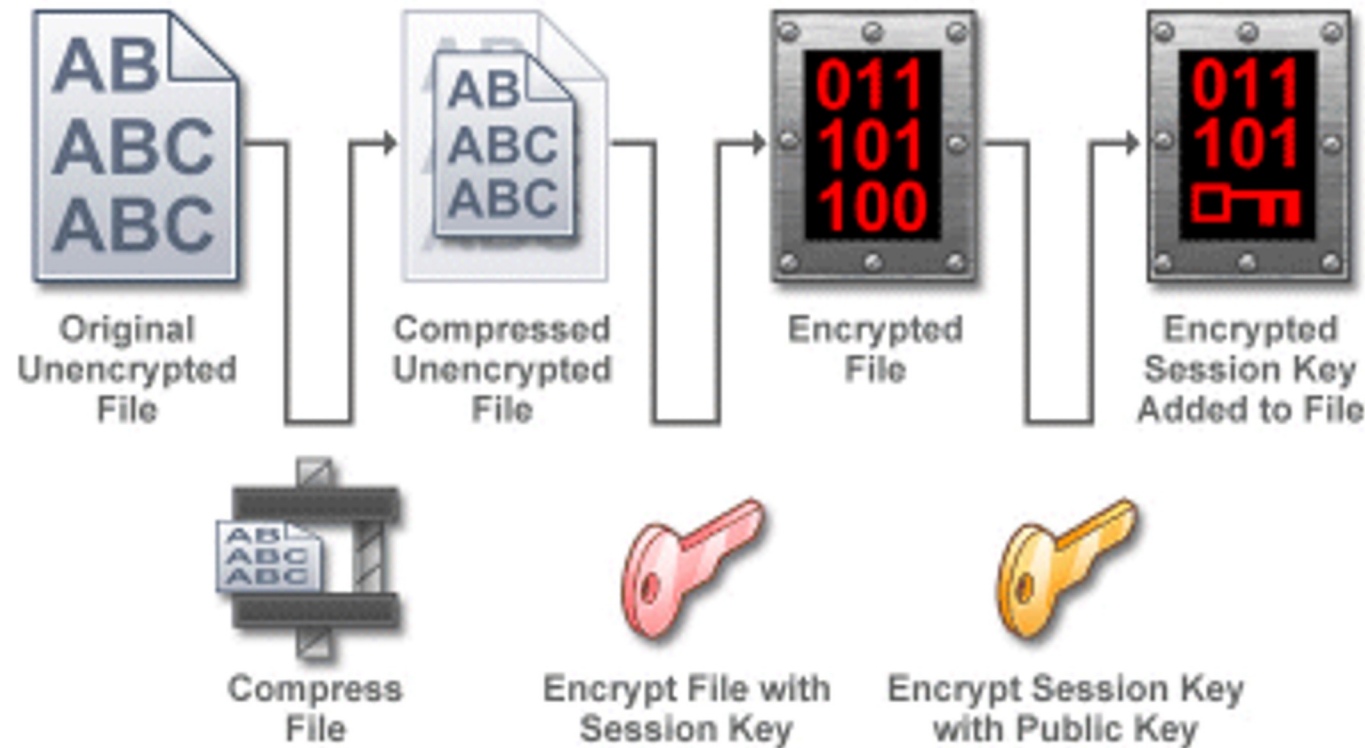 AB
ABC
ABC
AB
ABC
ABC
011
101
100
011
101
Original
Unencrypted
File
Compressed
Unencrypted
File
Encrypted
File
Encrypted
Session Key
Added to File
AB
ABC
ABC
Compress
File
Encrypt File with
Session Key
Encrypt Session Key
with Public Key